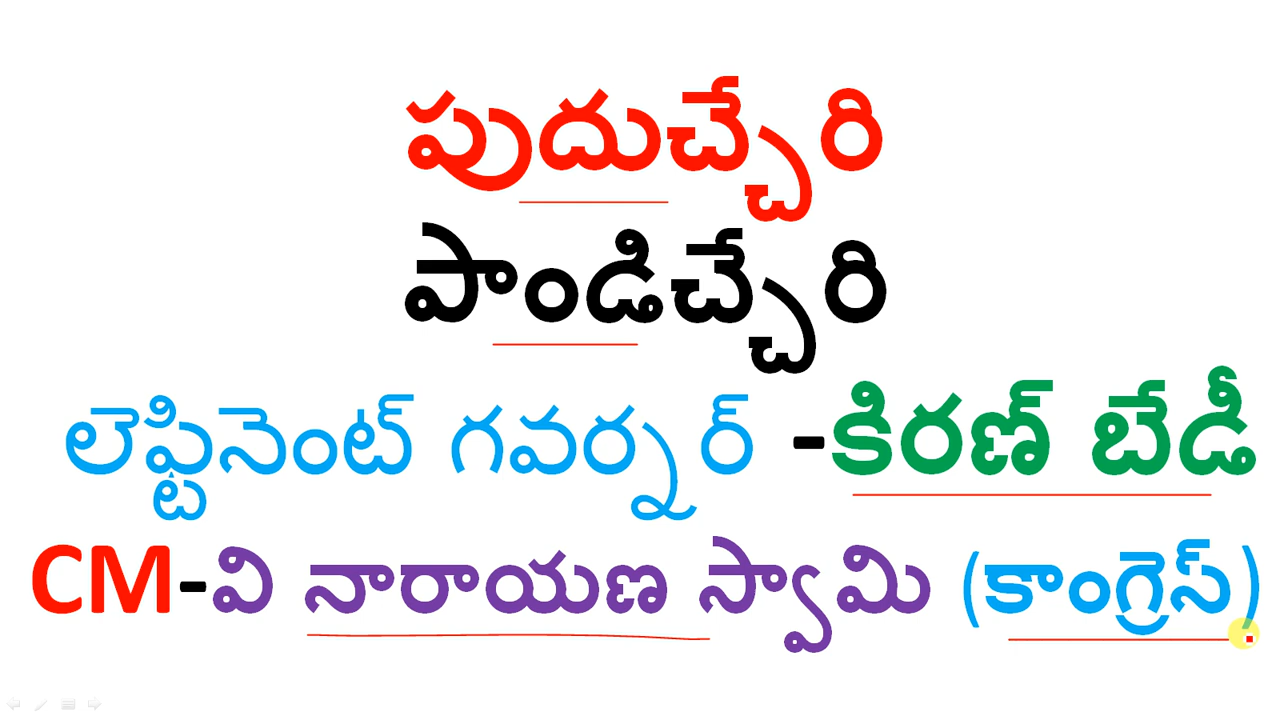 పుదుచ్చేరి
పాండిచ్చేరి
లెఫ్టినెంట్ గవర్నర్ -కిరణ్ బేడీ
CM-వి నారాయణ స్వామి (కాంగ్రెస్)